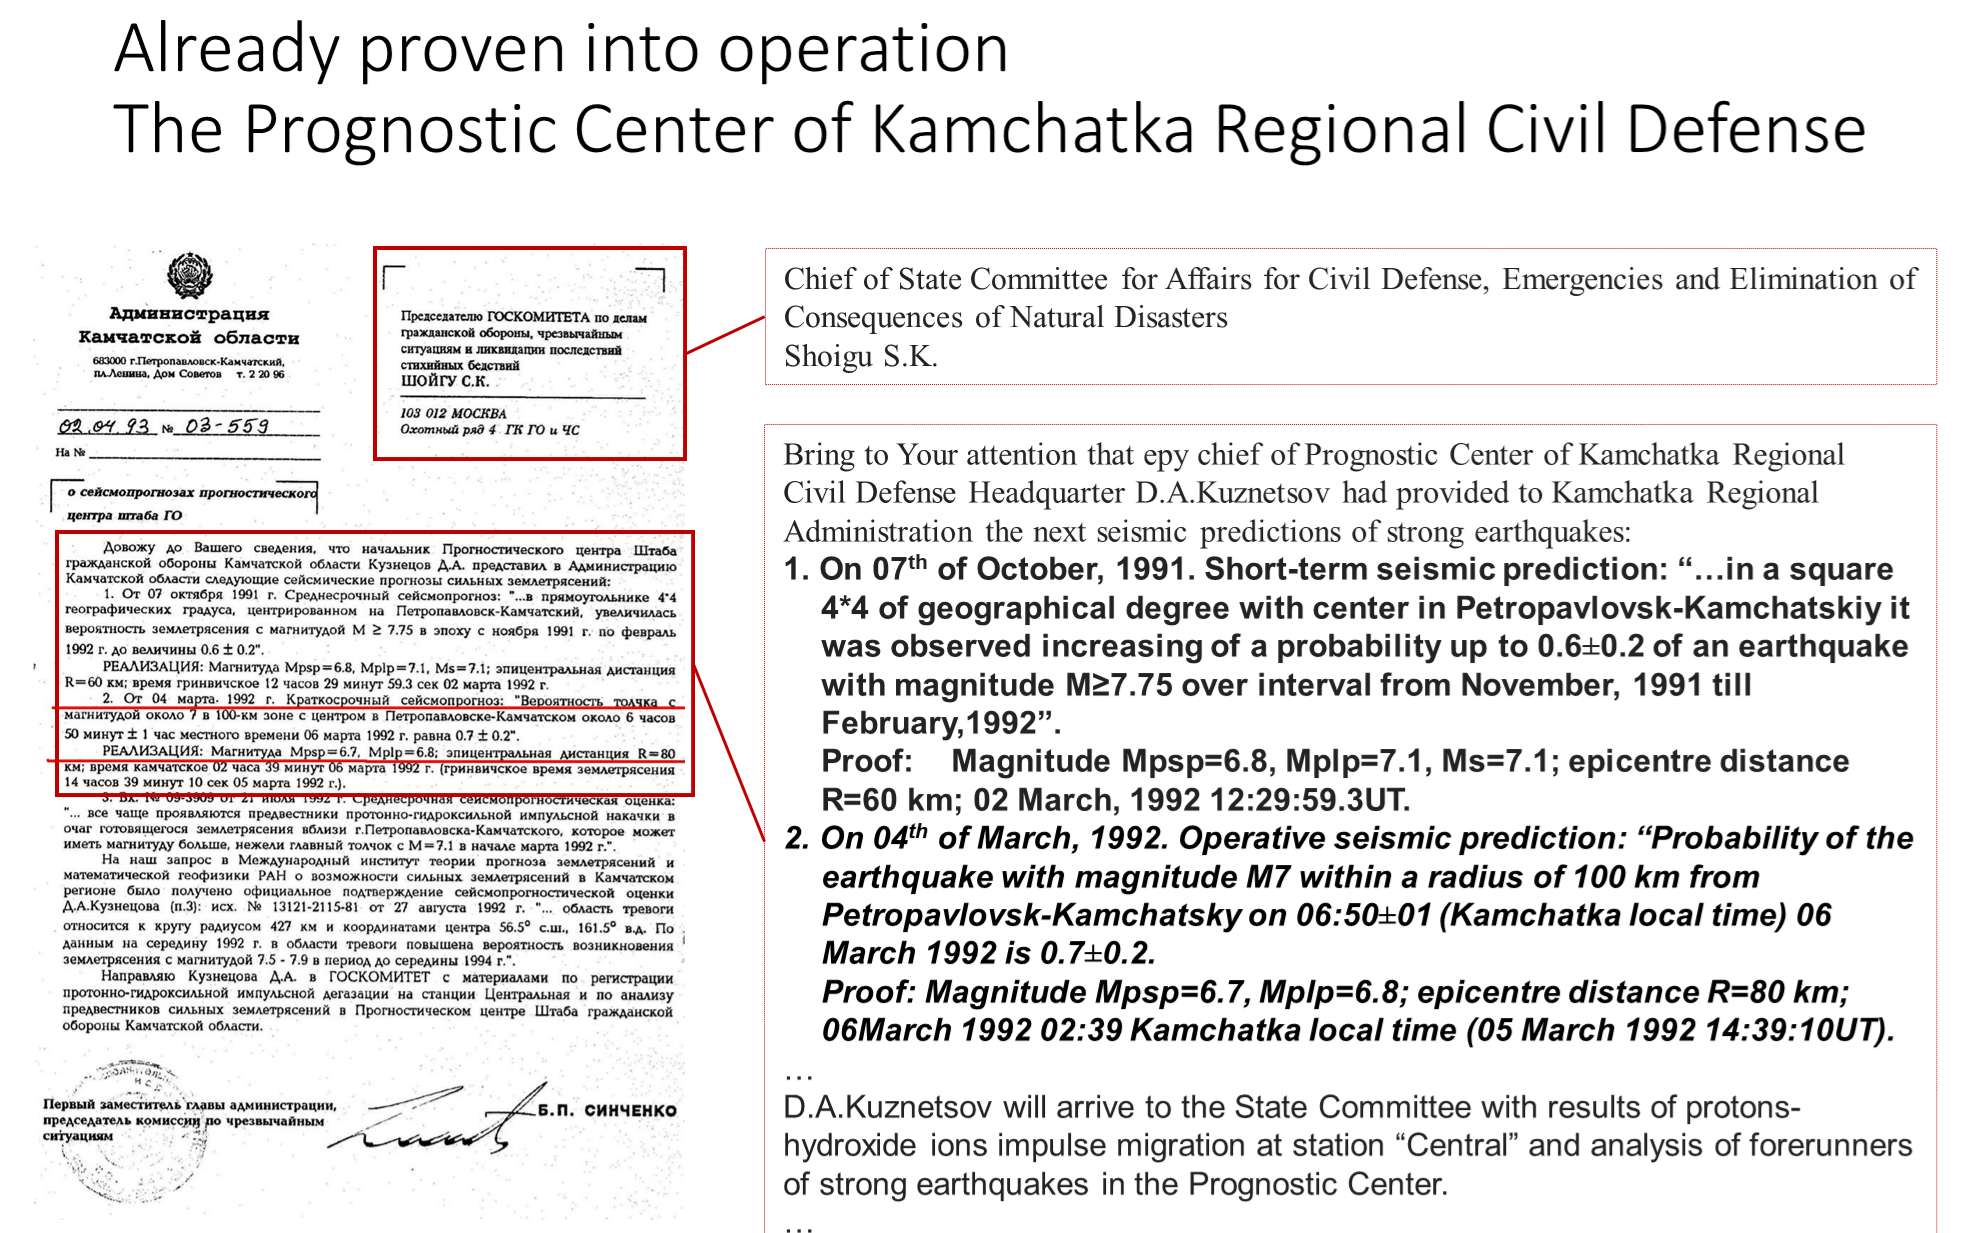 Already proven into operation
The Prognostic Center of Kamchatka Regional Civil Defense
Администрация
Камчатской области
683000 г.Петропавловск-Камчатский,
пл.Ленина, Дом Советов т. 2 20 96
02.04.93 № 03-559
На №
о сейсмопрогнозах прогностического
центра штаба ГО
Председателю ГОСКОМИТЕТА по делам
гражданской обороны, чрезвычайным
ситуациям и ликвидации последствий
стихийных бедствий
ШОЙГУ С.К.
103 012 МОСКВА
Охотный ряд 4 ГК ГО и ЧС
Довожу до Вашего сведения, что начальник Прогностического центра Штаба
гражданской обороны Камчатской области Кузнецов Д.А. представил в Администрацию
Камчатской области следующие сейсмические прогнозы сильных землетрясений:
1. От 07 октября 1991 г. Среднесрочный сейсмопрогноз: "...в прямоугольнике 4*4
географических градуса, центрированном на Петропавловск-Камчатский, увеличилась
вероятность землетрясения с магнитудой М ≥ 7.75 в эпоху с ноября 1991 г. по февраль
1992 г. до величины 0.6 ± 0.2".
РЕАЛИЗАЦИЯ: Магнитуда Mpsp=6.8, Mplp=7.1, Ms=7.1; эпицентральная дистанция
R=60 км; время гринвичское 12 часов 29 минут 59.3 сек 02 марта 1992 г.
2. От 04 марта. 1992 г. Краткосрочный сейсмопрогноз: "Вероятность толчка с
магнитудой около 7 в 100-км зоне с центром в Петропавловске-Камчатском около 6 часов
50 минут ± 1 час местного времени 06 марта 1992 г. равна 0.7 ± 0.2".
РЕАЛИЗАЦИЯ: Магнитуда Mpsp=6.7, Mplp=6.8; эпицентральная дистанция R=80
км; время камчатское 02 часа 39 минут 06 марта 1992 г. (гринвичское время землетрясения
14 часов 39 минут 10 сек 05 марта 1992 г.).
3. Вх. № 09-3909 от 21 июля 1992 г. Среднесрочная сейсмопрогностическая оценка:
"... все чаще проявляются предвестники протонно-гидроксильной импульсной накачки в
очаг готовящегося землетрясения вблизи г.Петропавловска-Камчатского, которое может
иметь магнитуду больше, нежели главный толчок с М=7.1 в начале марта 1992 г.".
На наш запрос в Международный институт теории прогноза землетрясений и
математической геофизики РАН о возможности сильных землетрясений в Камчатском
регионе было получено официальное подтверждение сейсмопрогностической оценки
Д.А.Кузнецова (п.3): исх. № 13121-2115-81 от 27 августа 1992 г. "... область тревоги
относится к кругу радиусом 427 км и координатами центра 56.5° с.ш., 161.5° в.д. По
данным на середину 1992 г. в области тревоги повышена вероятность возникновения
землетрясения с магнитудой 7.5 - 7.9 в период до середины 1994 г.".
Направляю Кузнецова Д.А. в ГОСКОМИТЕТ с материалами по регистрации
протонно-гидроксильной импульсной дегазации на станции Центральная и по анализу
предвестников сильных землетрясений в Прогностическом центре Штаба гражданской
обороны Камчатской области.
Первый заместитель главы администрации,
председатель комиссии по чрезвычайным
ситуациям
Б.П. СИНЧЕНКО
Chief of State Committee for Affairs for Civil Defense, Emergencies and Elimination of
Consequences of Natural Disasters
Shoigu S.K.
Bring to Your attention that epy chief of Prognostic Center of Kamchatka Regional
Civil Defense Headquarter D.A.Kuznetsov had provided to Kamchatka Regional
Administration the next seismic predictions of strong earthquakes:
1. On 07th of October, 1991. Short-term seismic prediction: “...in a square
4*4 of geographical degree with center in Petropavlovsk-Kamchatskiy it
was observed increasing of a probability up to 0.6±0.2 of an earthquake
with magnitude M≥7.75 over interval from November, 1991 till
February,1992”.
Proof: Magnitude Mpsp=6.8, Mplp=7.1, Ms=7.1; epicentre distance
R=60 km; 02 March, 1992 12:29:59.3UT.
2. On 04th of March, 1992. Operative seismic prediction: “Probability of the
earthquake with magnitude M7 within a radius of 100 km from
Petropavlovsk-Kamchatsky on 06:50±01 (Kamchatka local time) 06
March 1992 is 0.7±0.2.
Proof: Magnitude Mpsp=6.7, Mplp=6.8; epicentre distance R=80 km;
06March 1992 02:39 Kamchatka local time (05 March 1992 14:39:10UT).
...
D.A.Kuznetsov will arrive to the State Committee with results of protons-
hydroxide ions impulse migration at station “Central” and analysis of forerunners
of strong earthquakes in the Prognostic Center.
...